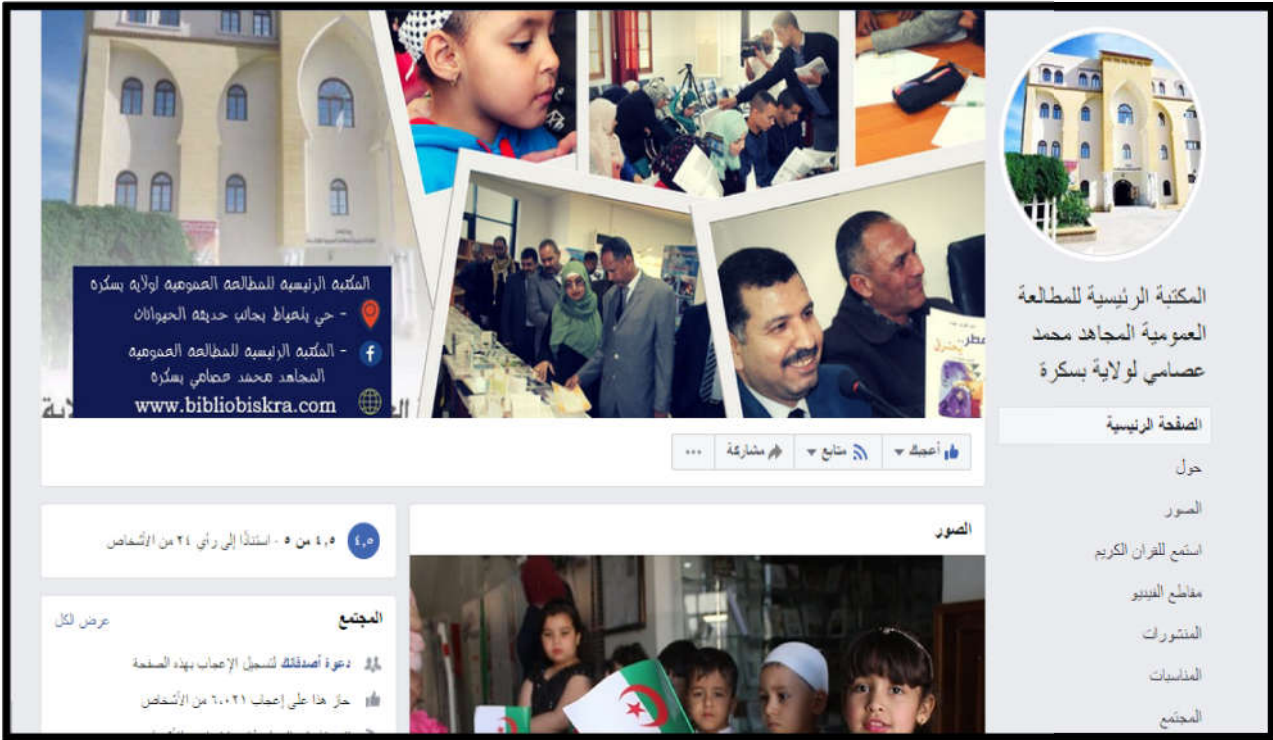 المكتبة الرئيسية للمطالعة
العمومية المجاهد محمد
عصامي لولاية بسكرة
الصفحة الرئيسية
حول
الصور
استمع للقران الكريم
مقاطع الفيديو
المنشورات
المناسبات
المجتمع
المكتبة الرئيسية للمطالعة العمومية لولاية بسكرة
- حي بلعياط بجانب حديقة الحيوانات
- المكتبة الرئيسية للمطالعة العمومية
المجاهد محمد عصامي بسكرة
www.bibliobiskra.com
أعجبك
متابع
مشاركة
الصور
٤,٥
٤,٥ من ٥ - استنادًا إلى رأي ٢٤ من الأشخاص
المجتمع
عرض الكل
دعوة أصدقائك لتسجيل الإعجاب بهذه الصفحة
حاز هذا على إعجاب ٦،٠٢١ من الأشخاص